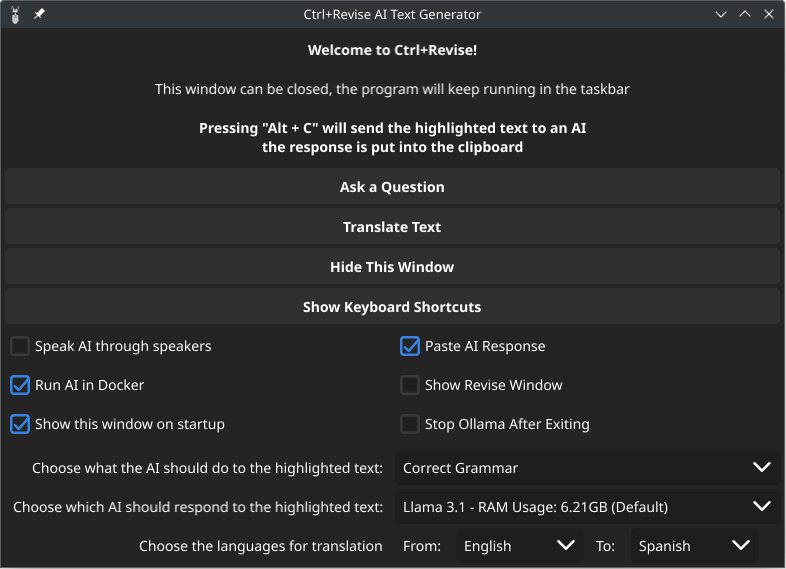 Ctrl+Revise AI Text Generator
Welcome to Ctrl+Revise!
This window can be closed, the program will keep running in the taskbar
Pressing "Alt + C" will send the highlighted text to an AI
the response is put into the clipboard
Ask a Question
Translate Text
Hide This Window
Show Keyboard Shortcuts
Speak AI through speakers
Paste AI Response
Run AI in Docker
Show Revise Window
Show this window on startup
Stop Ollama After Exiting
Choose what the AI should do to the highlighted text: Correct Grammar
Choose which AI should respond to the highlighted text: Llama 3.1 - RAM Usage: 6.21GB (Default)
Choose the languages for translation From: English To: Spanish